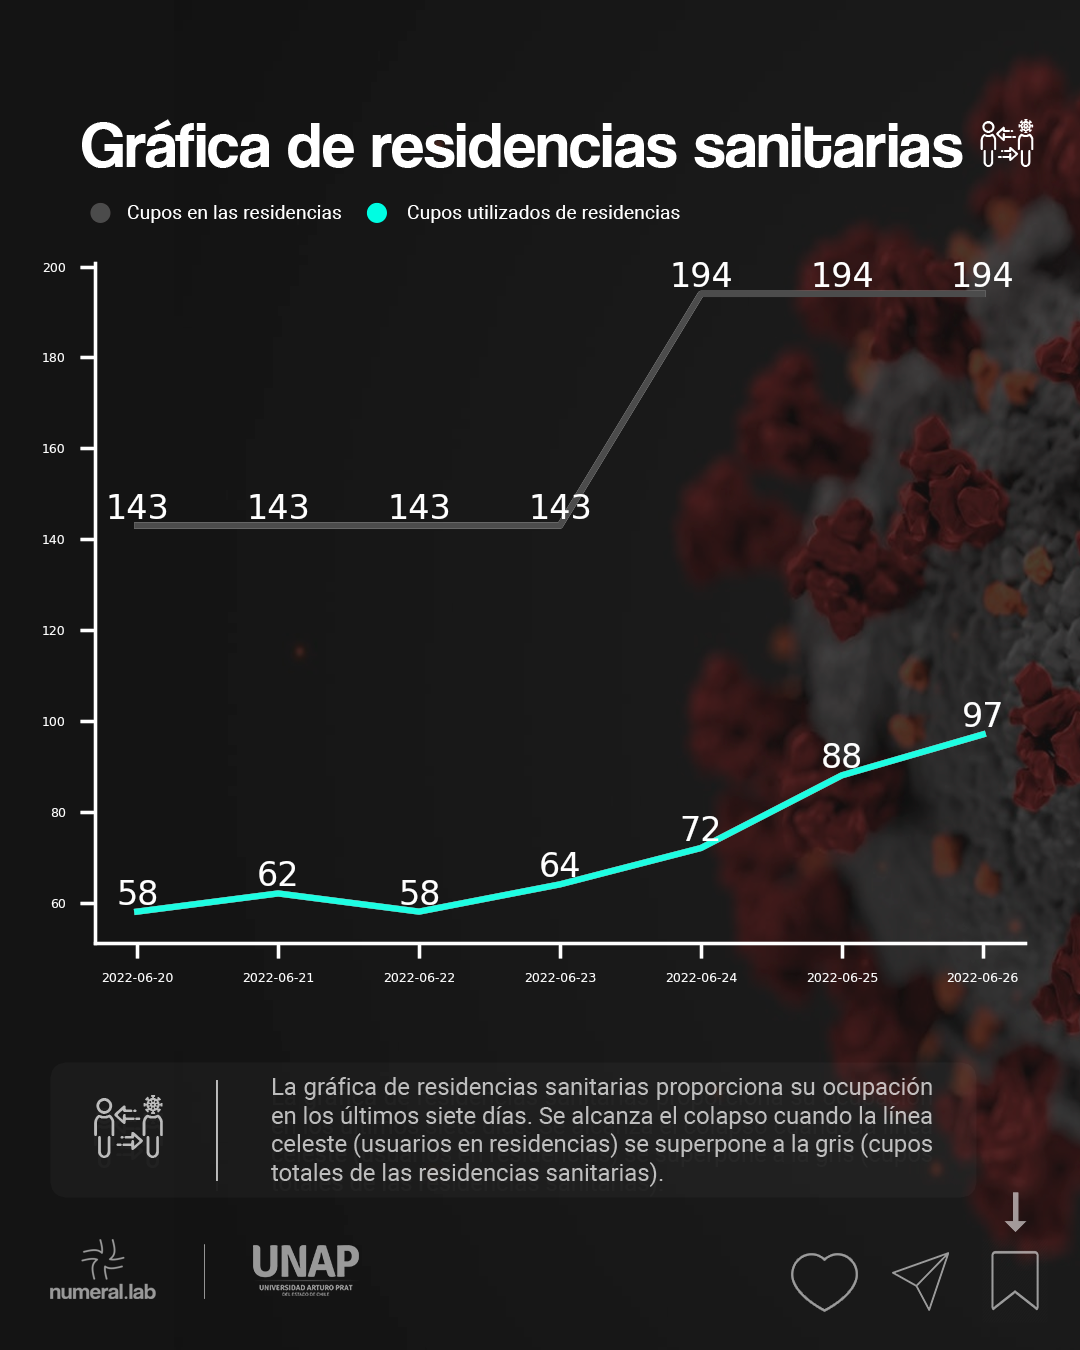 Gráfica de residencias sanitarias
Cupos en las residencias
Cupos utilizados de residencias
200
180
160
140
120
100
80
60
194
194
194
143
143
143
143
97
88
72
64
62
58
58
2022-06-20
2022-06-21
2022-06-22
2022-06-23
2022-06-24
2022-06-25
2022-06-26
La gráfica de residencias sanitarias proporciona su ocupación
en los últimos siete días. Se alcanza el colapso cuando la línea
celeste (usuarios en residencias) se superpone a la gris (cupos
totales de las residencias sanitarias).
numeral.lab
UNAP
UNIVERSIDAD ARTURO PRAT
DEL ESTADO DE CHILE